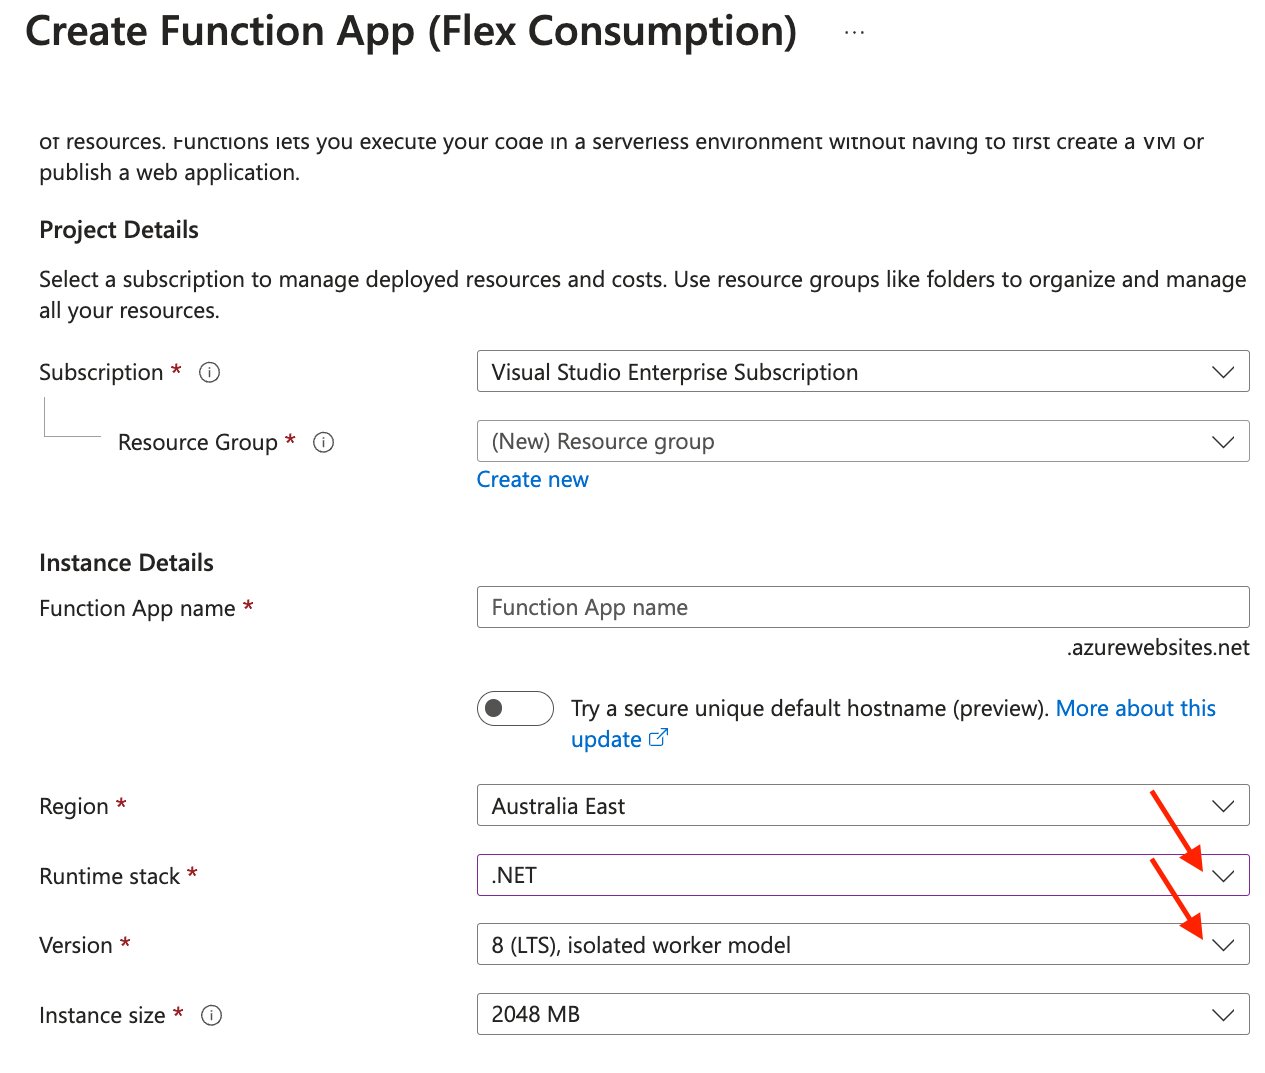 Create Function App (Flex Consumption) ...
of resources. Functions lets you execute your code in a serverless environment without having to first create a VM or
publish a web application.
Project Details
Select a subscription to manage deployed resources and costs. Use resource groups like folders to organize and manage
all your resources.
Subscription *
Visual Studio Enterprise Subscription
Resource Group *
(New) Resource group
Create new
Instance Details
Function App name *
Function App name
.azurewebsites.net
Try a secure unique default hostname (preview). More about this
update
Region *
Australia East
Runtime stack *
.NET
Version *
8 (LTS), isolated worker model
Instance size *
2048 MB